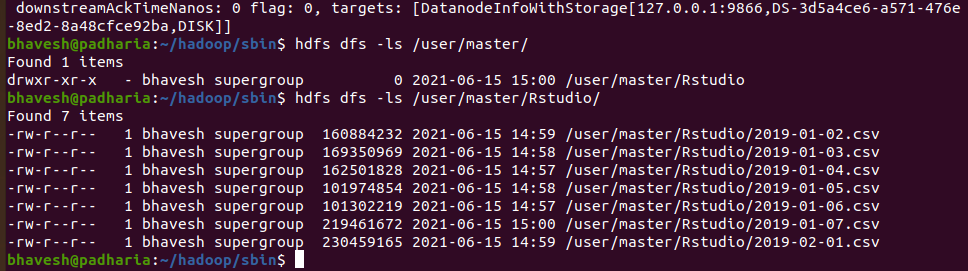 downstreamAckTimeNanos: 0 flag: 0, targets: [DatanodeInfoWithStorage[127.0.0.1:9866,DS-3d5a4ce6-a571-476e
-8ed2-8a48cfce92ba,DISK]]
bhavesh@padharia:~/hadoop/sbin$ hdfs dfs -ls /user/master/
Found 1 items
drwxr-xr-x   - bhavesh supergroup          0 2021-06-15 15:00 /user/master/Rstudio
bhavesh@padharia:~/hadoop/sbin$ hdfs dfs -ls /user/master/Rstudio/
Found 7 items
-rw-r--r--   1 bhavesh supergroup  160884232 2021-06-15 14:59 /user/master/Rstudio/2019-01-02.csv
-rw-r--r--   1 bhavesh supergroup  169350969 2021-06-15 14:58 /user/master/Rstudio/2019-01-03.csv
-rw-r--r--   1 bhavesh supergroup  162501828 2021-06-15 14:57 /user/master/Rstudio/2019-01-04.csv
-rw-r--r--   1 bhavesh supergroup  101974854 2021-06-15 14:58 /user/master/Rstudio/2019-01-05.csv
-rw-r--r--   1 bhavesh supergroup  101302219 2021-06-15 14:57 /user/master/Rstudio/2019-01-06.csv
-rw-r--r--   1 bhavesh supergroup  219461672 2021-06-15 15:00 /user/master/Rstudio/2019-01-07.csv
-rw-r--r--   1 bhavesh supergroup  230459165 2021-06-15 14:59 /user/master/Rstudio/2019-02-01.csv
bhavesh@padharia:~/hadoop/sbin$